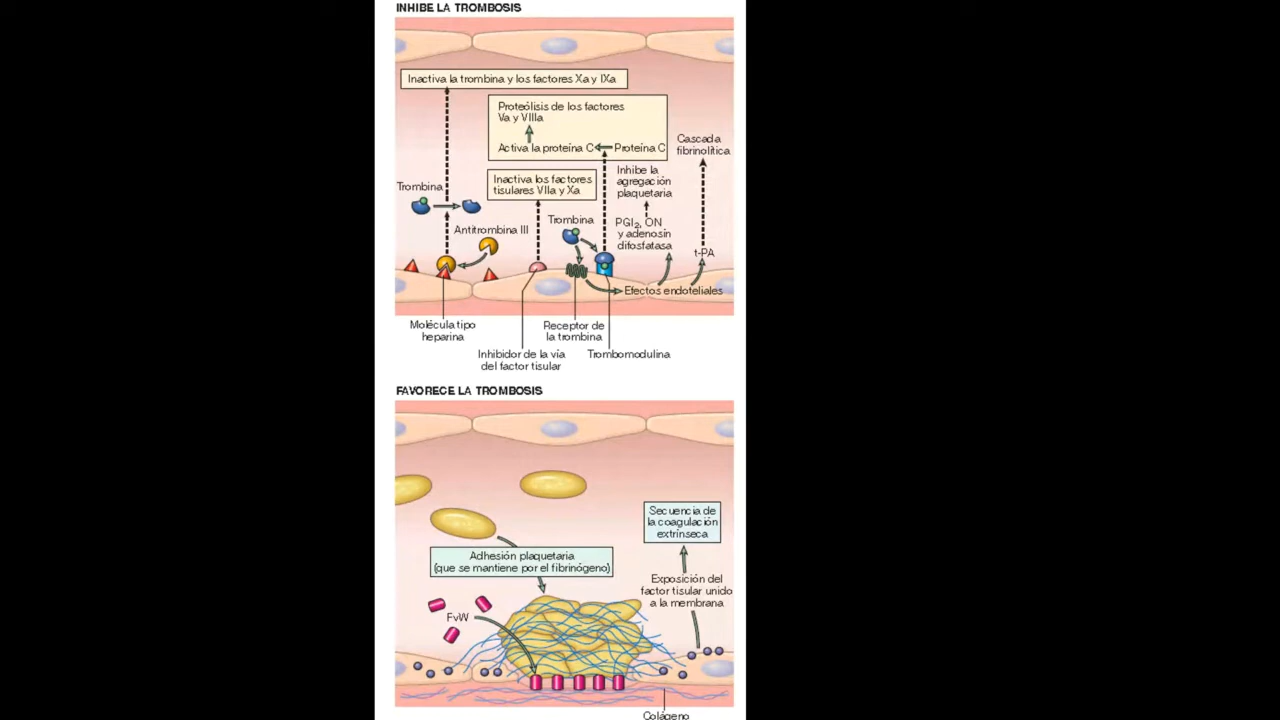 INHIBE LA TROMBOSIS
Inactiva la trombina y los factores Xa y IXa
Proteólisis de los factores
Va y VIIIa
Activa la proteína C
Proteína C
Cascada
fibrinolítica
Inhibe la
agregación
plaquetaria
Inactiva los factores
tisulares VIIa y Xa
Trombina
Antitrombina III
Trombina
PGI2, ON
y adenosin
difosfatasa
t-PA
Efectos endoteliales
Molécula tipo
heparina
Receptor de
la trombina
Inhibidor de la vía
del factor tisular
Trombomodulina
FAVORECE LA TROMBOSIS
Secuencia de
la coagulación
extrínseca
Adhesión plaquetaria
(que se mantiene por el fibrinógeno)
Exposición del
factor tisular unido
a la membrana
FvW
Colágeno